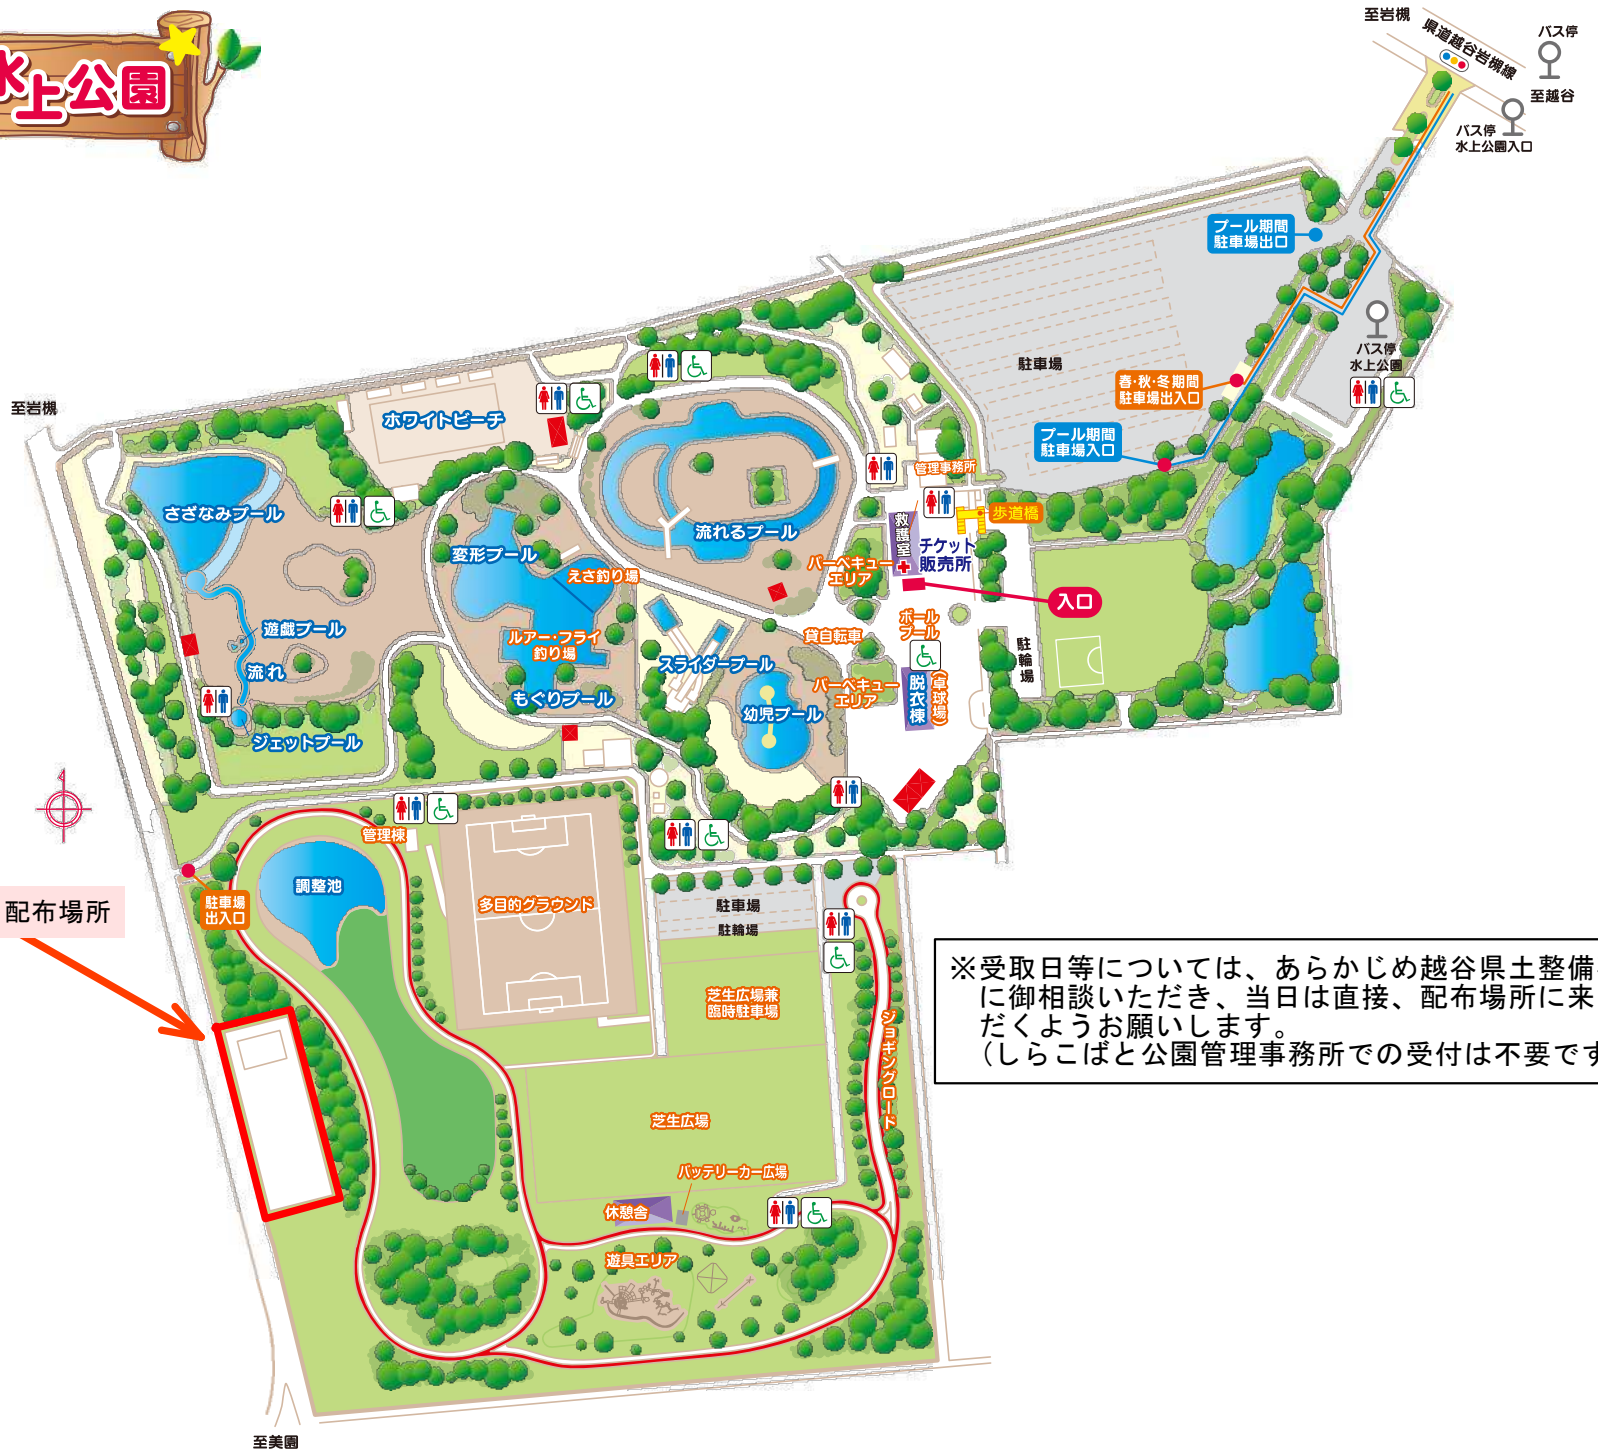 水上公園
至岩槻
県道越谷岩槻線
バス停
至越谷
バス停
水上公園入口
プール期間
駐車場出口
バス停
水上公園
駐車場
春・秋・冬期間
駐車場出入口
プール期間
駐車場入口
至岩槻
ホワイトビーチ
管理事務所
さざなみプール
流れるプール
救護室
チケット
販売所
歩道橋
変形プール
えさ釣り場
バーベキュー
エリア
入口
遊戯プール
流れ
ルアー・フライ
釣り場
貸自転車
ボール
プール
スライダープール
駐輪場
もぐりプール
バーベキュー
エリア
脱衣棟
(卓球場)
幼児プール
ジェットプール
管理棟
調整池
駐車場
出入口
配布場所
多目的グラウンド
駐車場
駐輪場
※受取日等については、あらかじめ越谷県土整備
に御相談いただき、当日は直接、配布場所に来
だくようお願いします。
(しらこばと公園管理事務所での受付は不要です
芝生広場兼
臨時駐車場
ジョギングロード
芝生広場
バッテリーカー広場
休憩舎
遊具エリア
至美園